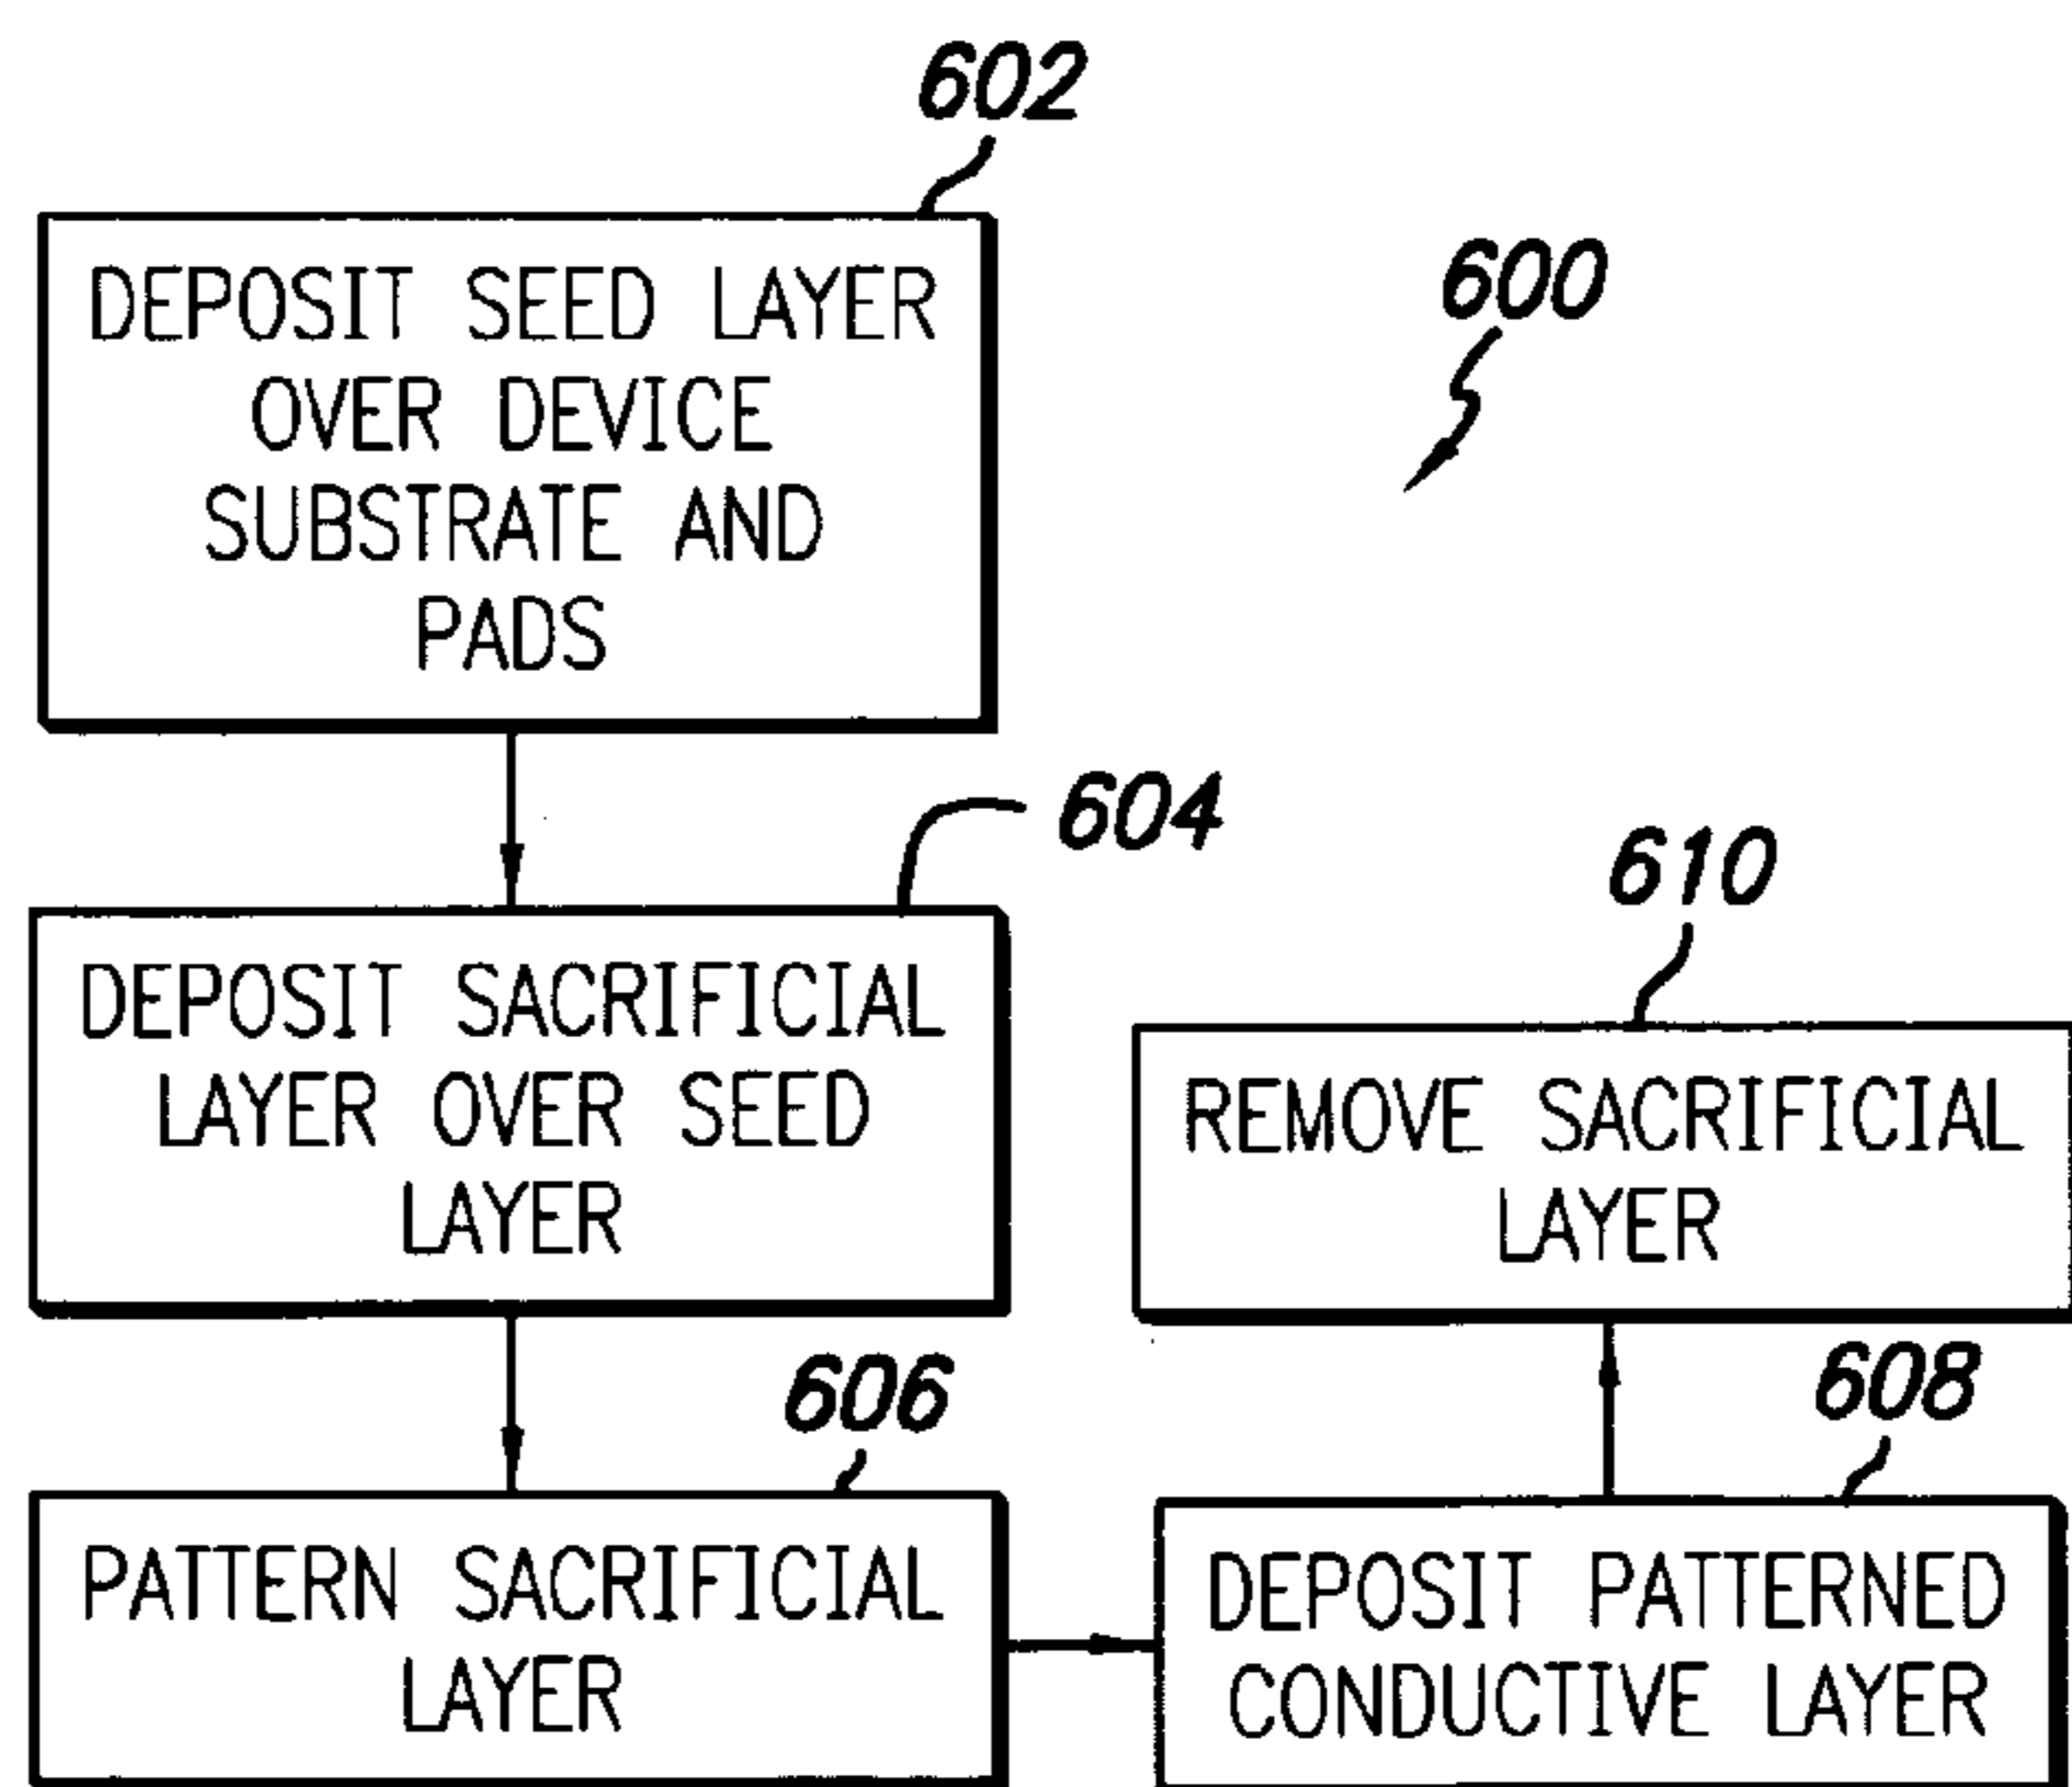 602
DEPOSIT SEED LAYER
OVER DEVICE
SUBSTRATE AND
PADS
600
604
DEPOSIT SACRIFICIAL
LAYER OVER SEED
LAYER
606
PATTERN SACRIFICIAL
LAYER
608
DEPOSIT PATTERNED
CONDUCTIVE LAYER
610
REMOVE SACRIFICIAL
LAYER